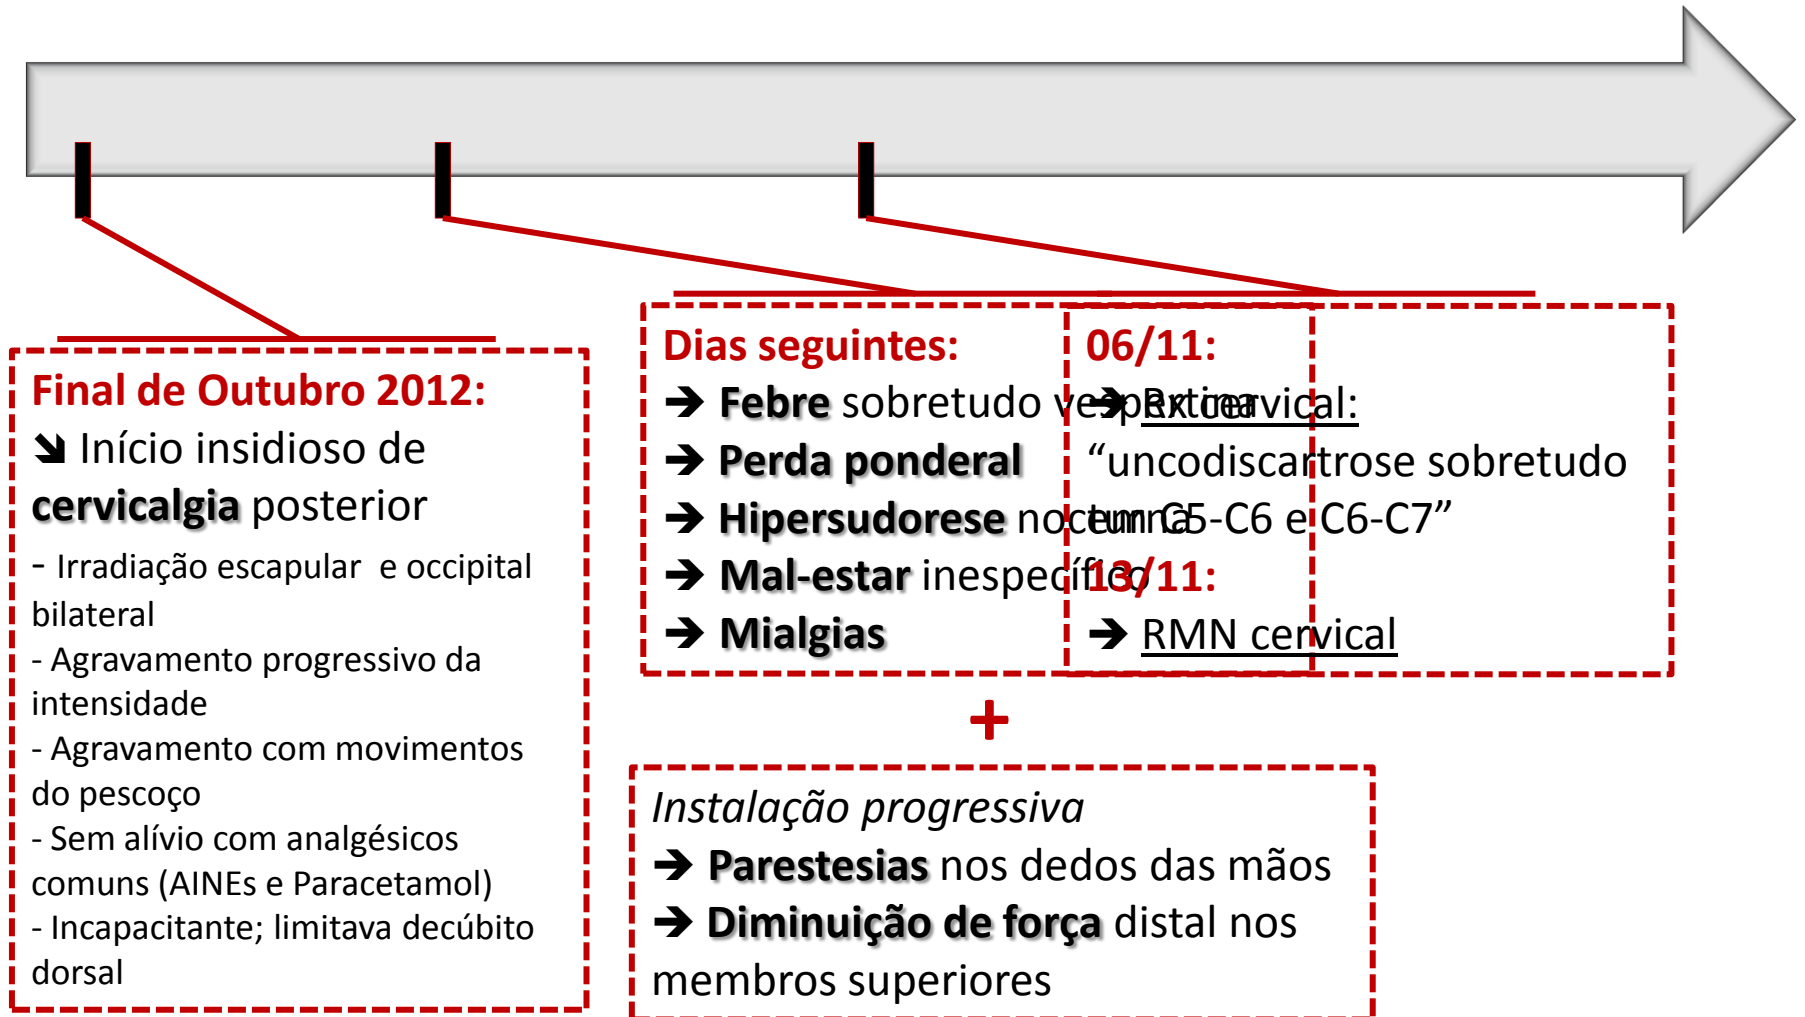 Final de Outubro 2012:
🡮 Início insidioso de
cervicalgia posterior
- Irradiação escapular e occipital
bilateral
- Agravamento progressivo da
intensidade
- Agravamento com movimentos
do pescoço
- Sem alívio com analgésicos
comuns (AINEs e Paracetamol)
- Incapacitante; limitava decúbito
dorsal
Dias seguintes:
➔ Febre sobretudo vespertina
➔ Perda ponderal
➔ Hipersudorese nocturna
➔ Mal-estar inespecífico
➔ Mialgias
+
Instalação progressiva
➔ Parestesias nos dedos das mãos
➔ Diminuição de força distal nos
membros superiores
06/11:
➔ Rx cervical:
“uncodiscartrose sobretudo
em C5-C6 e C6-C7”
13/11:
➔ RMN cervical